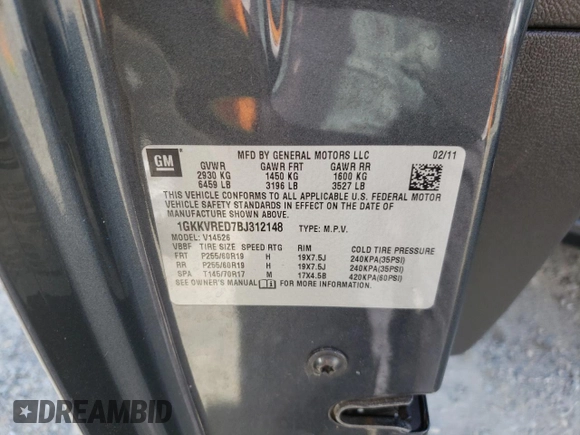 GM
MFD BY GENERAL MOTORS LLC 02/11
GVWR GAWR FRT GAWR RR
2930 KG 1450 KG 1600 KG
6459 LB 3196 LB 3527 LB
THIS VEHICLE CONFORMS TO ALL APPLICABLE U.S. FEDERAL MOTOR
VEHICLE SAFETY STANDARDS IN EFFECT ON THE DATE OF
MANUFACTURE SHOWN ABOVE.
1GKKVRED7BJ312148 TYPE: M.P.V.
MODEL: V14526
VBBF TIRE SIZE SPEED RTG RIM COLD TIRE PRESSURE
FRT P255/60R19 H 19X7.5J 240KPA(35PSI)
RR P255/60R19 H 19X7.5J 240KPA(35PSI)
SPA T145/70R17 M 17X4.5B 420KPA(60PSI)
SEE OWNER'S MANUAL FOR MORE INFORMATION.
DREAMBID